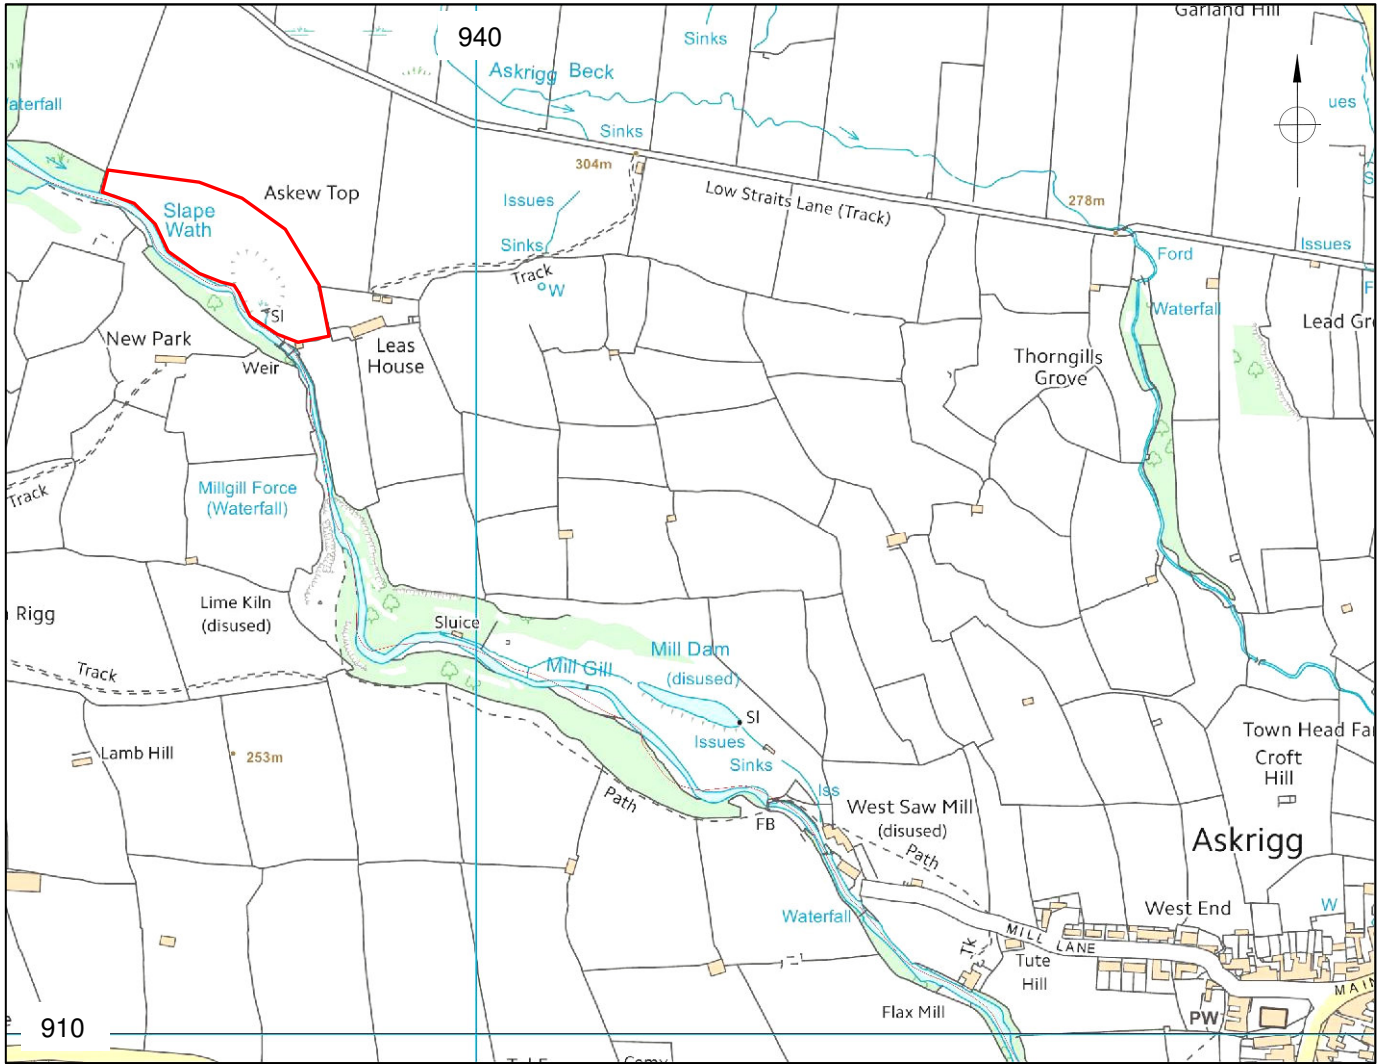 Garland Hill
940
Sinks
Askrigg Beck
aterfall
ues
Sinks
304m
Askew Top
Issues
Low Straits Lane (Track)
278m
S
Slape
Wath
Sinks
Ford
Issues
Track
W
F
SI
Waterfall
Lead Gr
New Park
Leas
House
Weir
Thorngills
Grove
Millgill Force
(Waterfall)
Track
Lime Kiln
(disused)
Rigg
Sluice
Mill Dam
(disused)
Mill Gill
Track
SI
Issues
Lamb Hill
253m
Sinks
Town Head Fa
Croft
Hill
Path
Iss
West Saw Mill
(disused)
FB
Path
Askrigg
Waterfall
West End
W
MILL LANE
Tk
Tute
Hill
MAIN
Flax Mill
PW
910